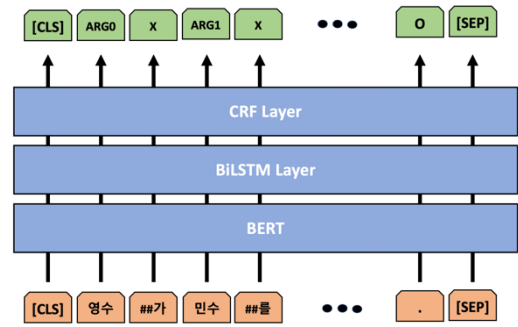 [CLS] ARG0 X ARG1 X ••• O [SEP]
CRF Layer
BiLSTM Layer
BERT
[CLS] 영수 ##가 민수 ##를 ••• . [SEP]